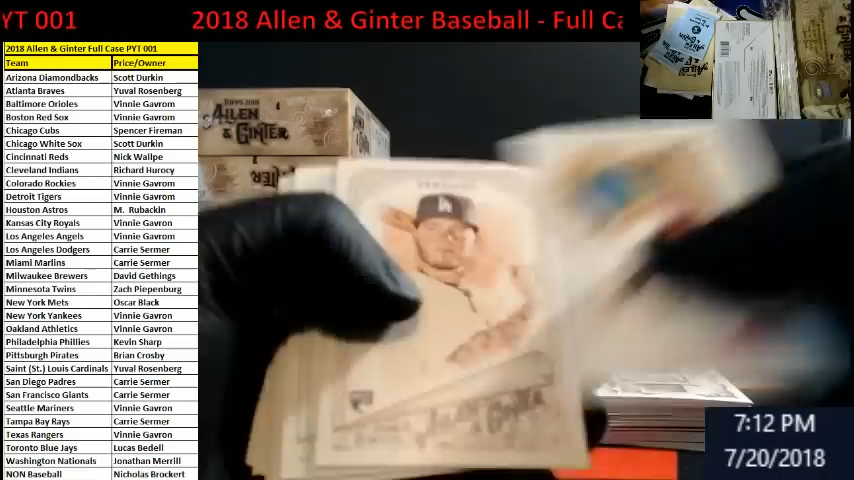 YT 001 2018 Allen & Ginter Baseball - Full Ca
2018 Allen & Ginter Full Case PYT 001
Team Price/Owner
Arizona Diamondbacks Scott Durkin
Atlanta Braves Yuval Rosenberg
Baltimore Orioles Vinnie Gavrom
Boston Red Sox Vinnie Gavrom
Chicago Cubs Spencer Fireman
Chicago White Sox Scott Durkin
Cincinnati Reds Nick Wallpe
Cleveland Indians Richard Hurocy
Colorado Rockies Vinnie Gavrom
Detroit Tigers Vinnie Gavrom
Houston Astros M. Rubackin
Kansas City Royals Vinnie Gavron
Los Angeles Angels Vinnie Gavrom
Los Angeles Dodgers Carrie Sermer
Miami Marlins Carrie Sermer
Milwaukee Brewers David Gethings
Minnesota Twins Zach Piepenburg
New York Mets Oscar Black
New York Yankees Vinnie Gavron
Oakland Athletics Vinnie Gavron
Philadelphia Phillies Kevin Sharp
Pittsburgh Pirates Brian Crosby
Saint (St.) Louis Cardinals Yuval Rosenberg
San Diego Padres Carrie Sermer
San Francisco Giants Carrie Sermer
Seattle Mariners Vinnie Gavron
Tampa Bay Rays Carrie Sermer
Texas Rangers Vinnie Gavron
Toronto Blue Jays Lucas Bedell
Washington Nationals Jonathan Merrill
NON Baseball Nicholas Brockert
TOPPS 2018
ALLEN
& GINTER
7:12 PM
7/20/2018